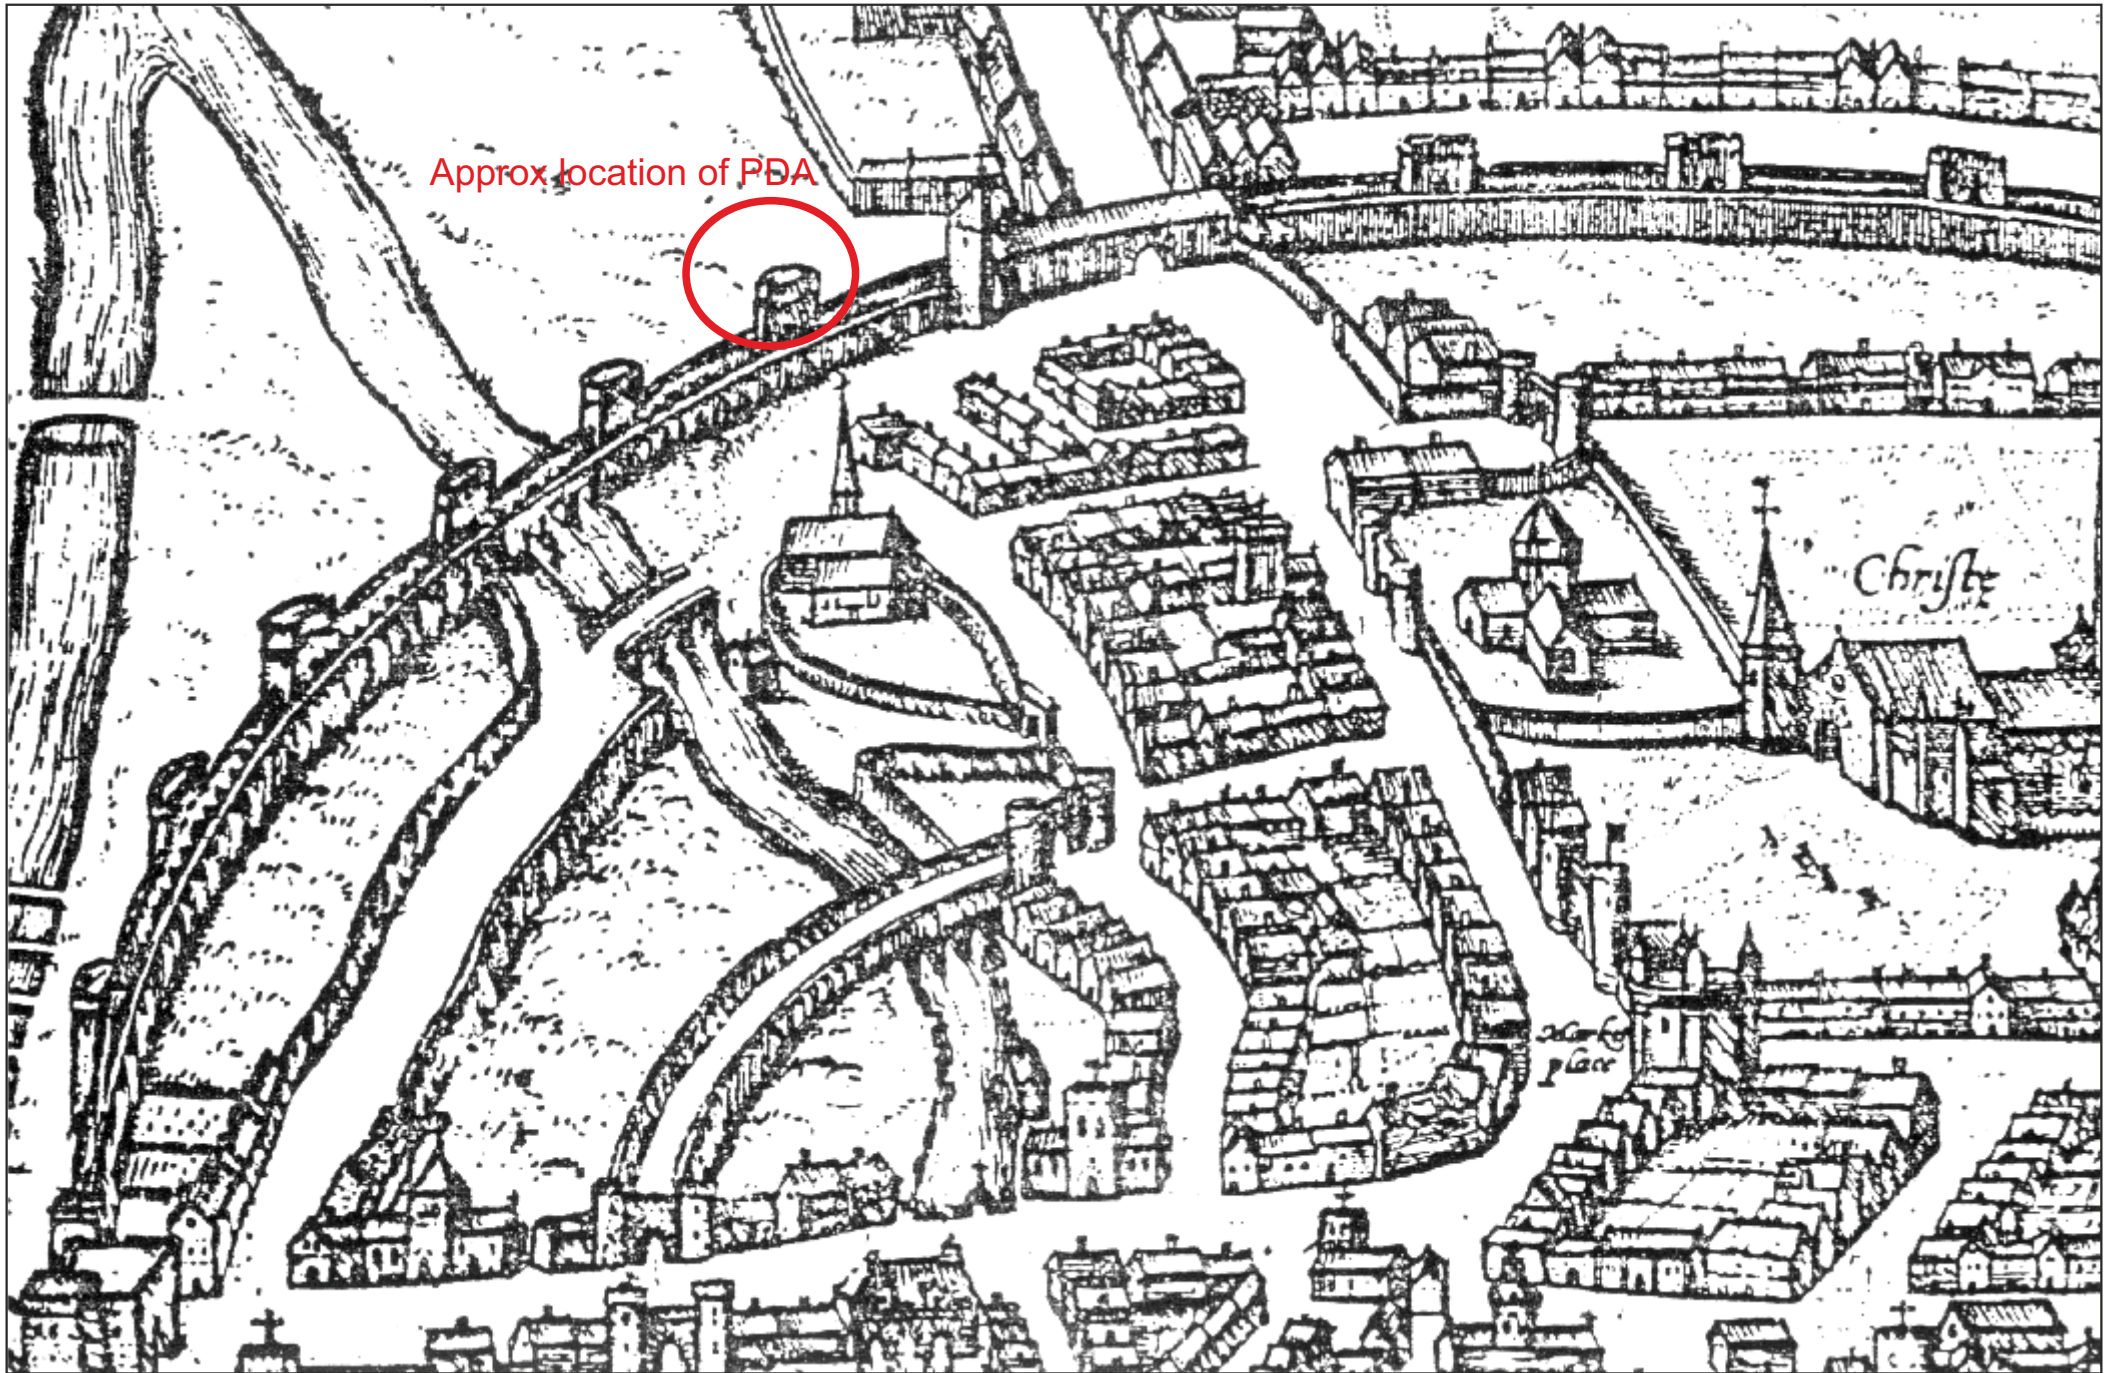 Approx location of PDA
Chriſte
Market
place